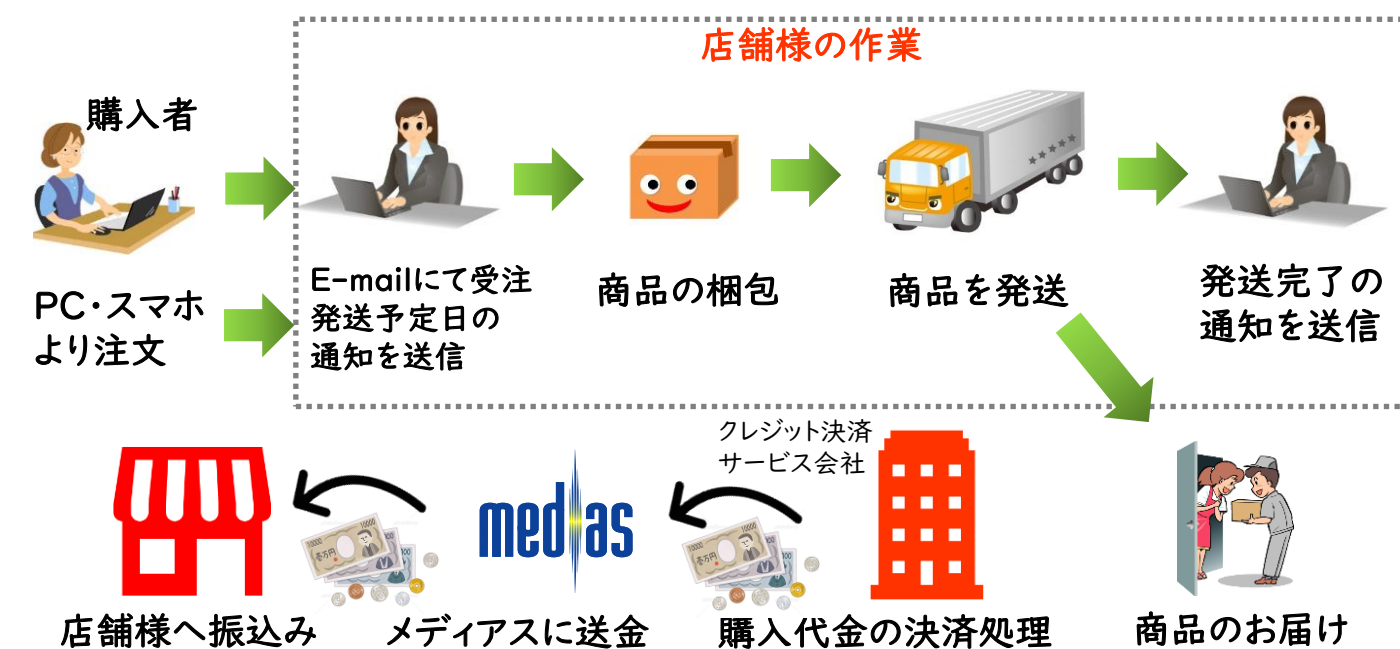 店舗様の作業
購入者
PC・スマホ
より注文
E-mailにて受注
発送予定日の
通知を送信
商品の梱包
商品を発送
発送完了の
通知を送信
クレジット決済
サービス会社
medias
店舗様へ振込み
メディアスに送金
購入代金の決済処理
商品のお届け